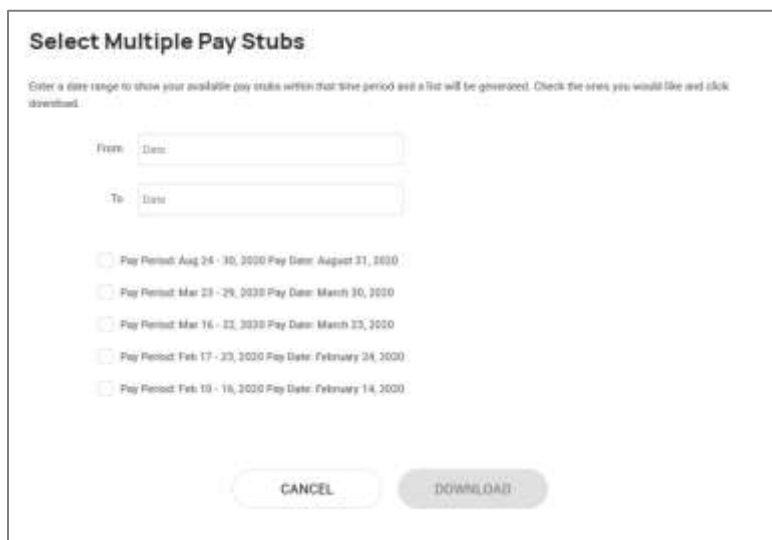 Select Multiple Pay Stubs
Enter a date range to show your available pay stubs within that time period and a list will be generated. Check the ones you would like and click
download.
From
Date
To
Date
Pay Period: Aug 24 - 30, 2020 Pay Date: August 31, 2020
Pay Period: Mar 23 - 29, 2020 Pay Date: March 30, 2020
Pay Period: Mar 16 - 22, 2020 Pay Date: March 23, 2020
Pay Period: Feb 17 - 23, 2020 Pay Date: February 24, 2020
Pay Period: Feb 10 - 16, 2020 Pay Date: February 14, 2020
CANCEL
DOWNLOAD